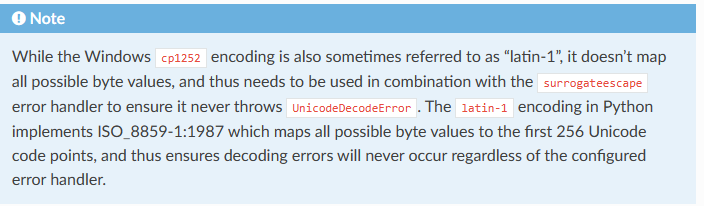 Note
While the Windows cp1252 encoding is also sometimes referred to as “latin-1”, it doesn’t map
all possible byte values, and thus needs to be used in combination with the surrogateescape
error handler to ensure it never throws UnicodeDecodeError . The latin-1 encoding in Python
implements ISO_8859-1:1987 which maps all possible byte values to the first 256 Unicode
code points, and thus ensures decoding errors will never occur regardless of the configured
error handler.